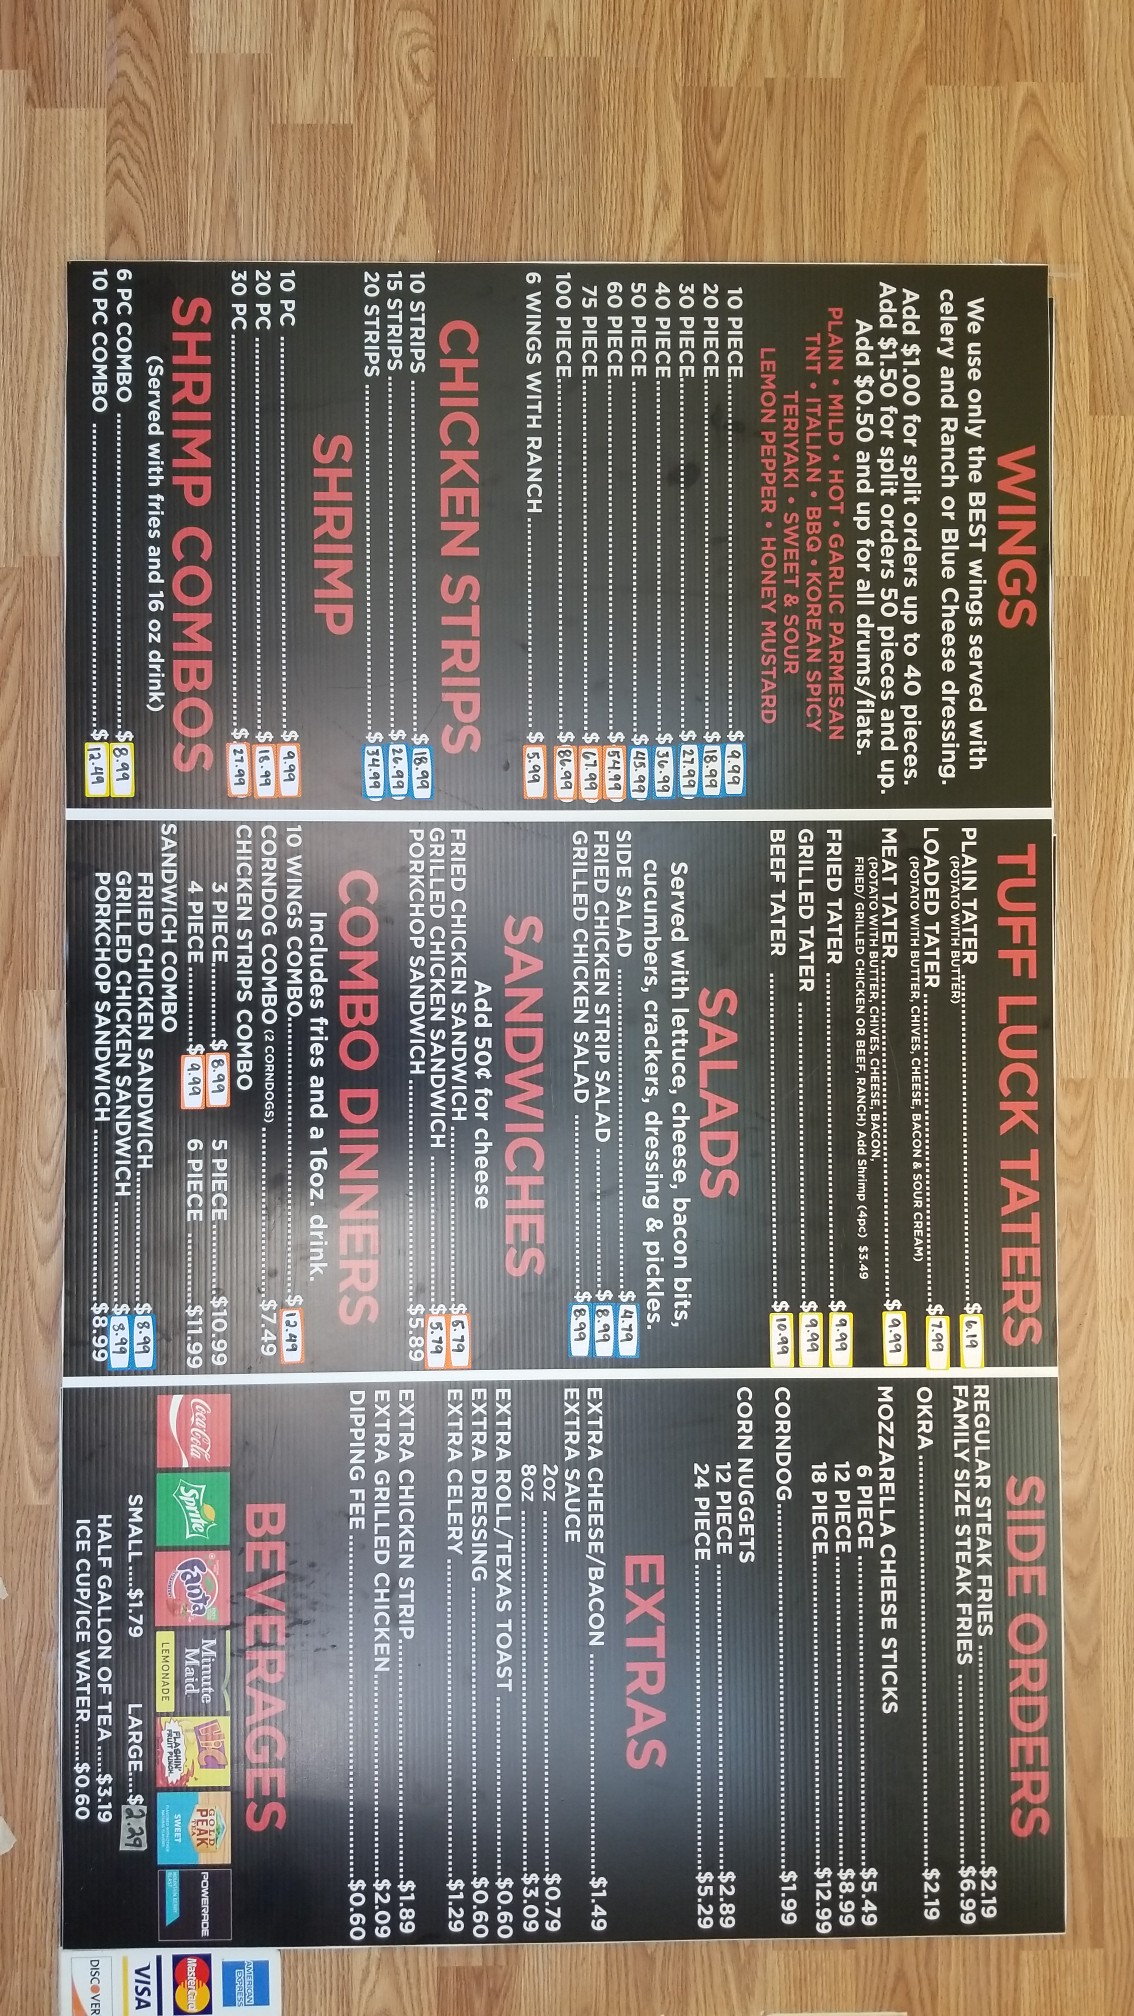 WINGS
We use only the BEST wings served with
celery and Ranch or Blue Cheese dressing.
Add $1.00 for split orders up to 40 pieces.
Add $1.50 for split orders 50 pieces and up.
Add $0.50 and up for all drums/flats.
PLAIN • MILD • HOT • GARLIC PARMESAN
TNT • ITALIAN • BBQ • KOREAN SPICY
TERIYAKI • SWEET & SOUR
LEMON PEPPER • HONEY MUSTARD
10 PIECE $ 9.99
20 PIECE $ 18.99
30 PIECE $ 27.99
40 PIECE $ 36.99
50 PIECE $ 45.99
60 PIECE $ 54.99
75 PIECE $ 67.99
100 PIECE $ 86.99
6 WINGS WITH RANCH $ 5.99
CHICKEN STRIPS
10 STRIPS $ 18.99
15 STRIPS $ 26.99
20 STRIPS $ 34.99
SHRIMP
10 PC $ 9.99
20 PC $ 18.99
30 PC $ 27.99
SHRIMP COMBOS
(Served with fries and 16 oz drink)
6 PC COMBO $ 8.99
10 PC COMBO $ 12.49
TUFF LUCK TATERS
PLAIN TATER $ 6.19
(POTATO WITH BUTTER)
LOADED TATER $ 7.99
(POTATO WITH BUTTER, CHIVES, CHEESE, BACON & SOUR CREAM)
MEAT TATER $ 9.99
(POTATO WITH BUTTER, CHIVES, CHEESE, BACON,
FRIED/ GRILLED CHICKEN OR BEEF, RANCH) Add Shrimp (4pc) $3.49
FRIED TATER $ 9.99
GRILLED TATER $ 9.99
BEEF TATER $ 10.99
SALADS
Served with lettuce, cheese, bacon bits,
cucumbers, crackers, dressing & pickles.
SIDE SALAD $ 4.79
FRIED CHICKEN STRIP SALAD $ 8.99
GRILLED CHICKEN SALAD $ 8.99
SANDWICHES
Add 50¢ for cheese
FRIED CHICKEN SANDWICH $ 5.79
GRILLED CHICKEN SANDWICH $ 5.79
PORKCHOP SANDWICH $5.89
COMBO DINNERS
Includes fries and a 16oz. drink.
10 WINGS COMBO $ 12.49
CORNDOG COMBO (2 CORNDOGS) $7.49
CHICKEN STRIPS COMBO
3 PIECE $ 8.99 5 PIECE $10.99
4 PIECE $ 9.99 6 PIECE $11.99
SANDWICH COMBO
FRIED CHICKEN SANDWICH $ 8.99
GRILLED CHICKEN SANDWICH $ 8.99
PORKCHOP SANDWICH $8.99
SIDE ORDERS
REGULAR STEAK FRIES $2.19
FAMILY SIZE STEAK FRIES $6.99
OKRA $2.19
MOZZARELLA CHEESE STICKS
6 PIECE $5.49
12 PIECE $8.99
18 PIECE $12.99
CORNDOG $1.99
CORN NUGGETS
12 PIECE $2.89
24 PIECE $5.29
EXTRAS
EXTRA CHEESE/BACON $1.49
EXTRA SAUCE
2oz $0.79
8oz $3.09
EXTRA ROLL/TEXAS TOAST $0.60
EXTRA DRESSING $0.60
EXTRA CELERY $1.29
EXTRA CHICKEN STRIP $1.89
EXTRA GRILLED CHICKEN $2.09
DIPPING FEE $0.60
BEVERAGES
Coca-Cola
Sprite
Fanta
Minute
Maid
LEMONADE
HI-C
FLASHIN'
FRUIT PUNCH
GOLD
PEAK
TEA
SWEET
POWERADE
MOUNTAIN BERRY
BLAST
SMALL $1.79 LARGE $ 2.29
HALF GALLON OF TEA $3.19
ICE CUP/ICE WATER $0.60
AMERICAN
EXPRESS
MasterCard
VISA
DISCOVER